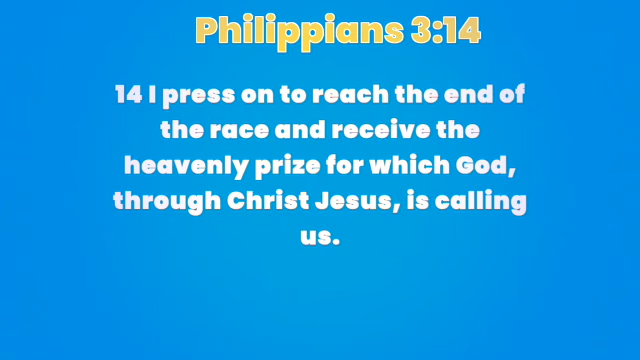 Philippians 3:14
14 I press on to reach the end of
the race and receive the
heavenly prize for which God,
through Christ Jesus, is calling
us.